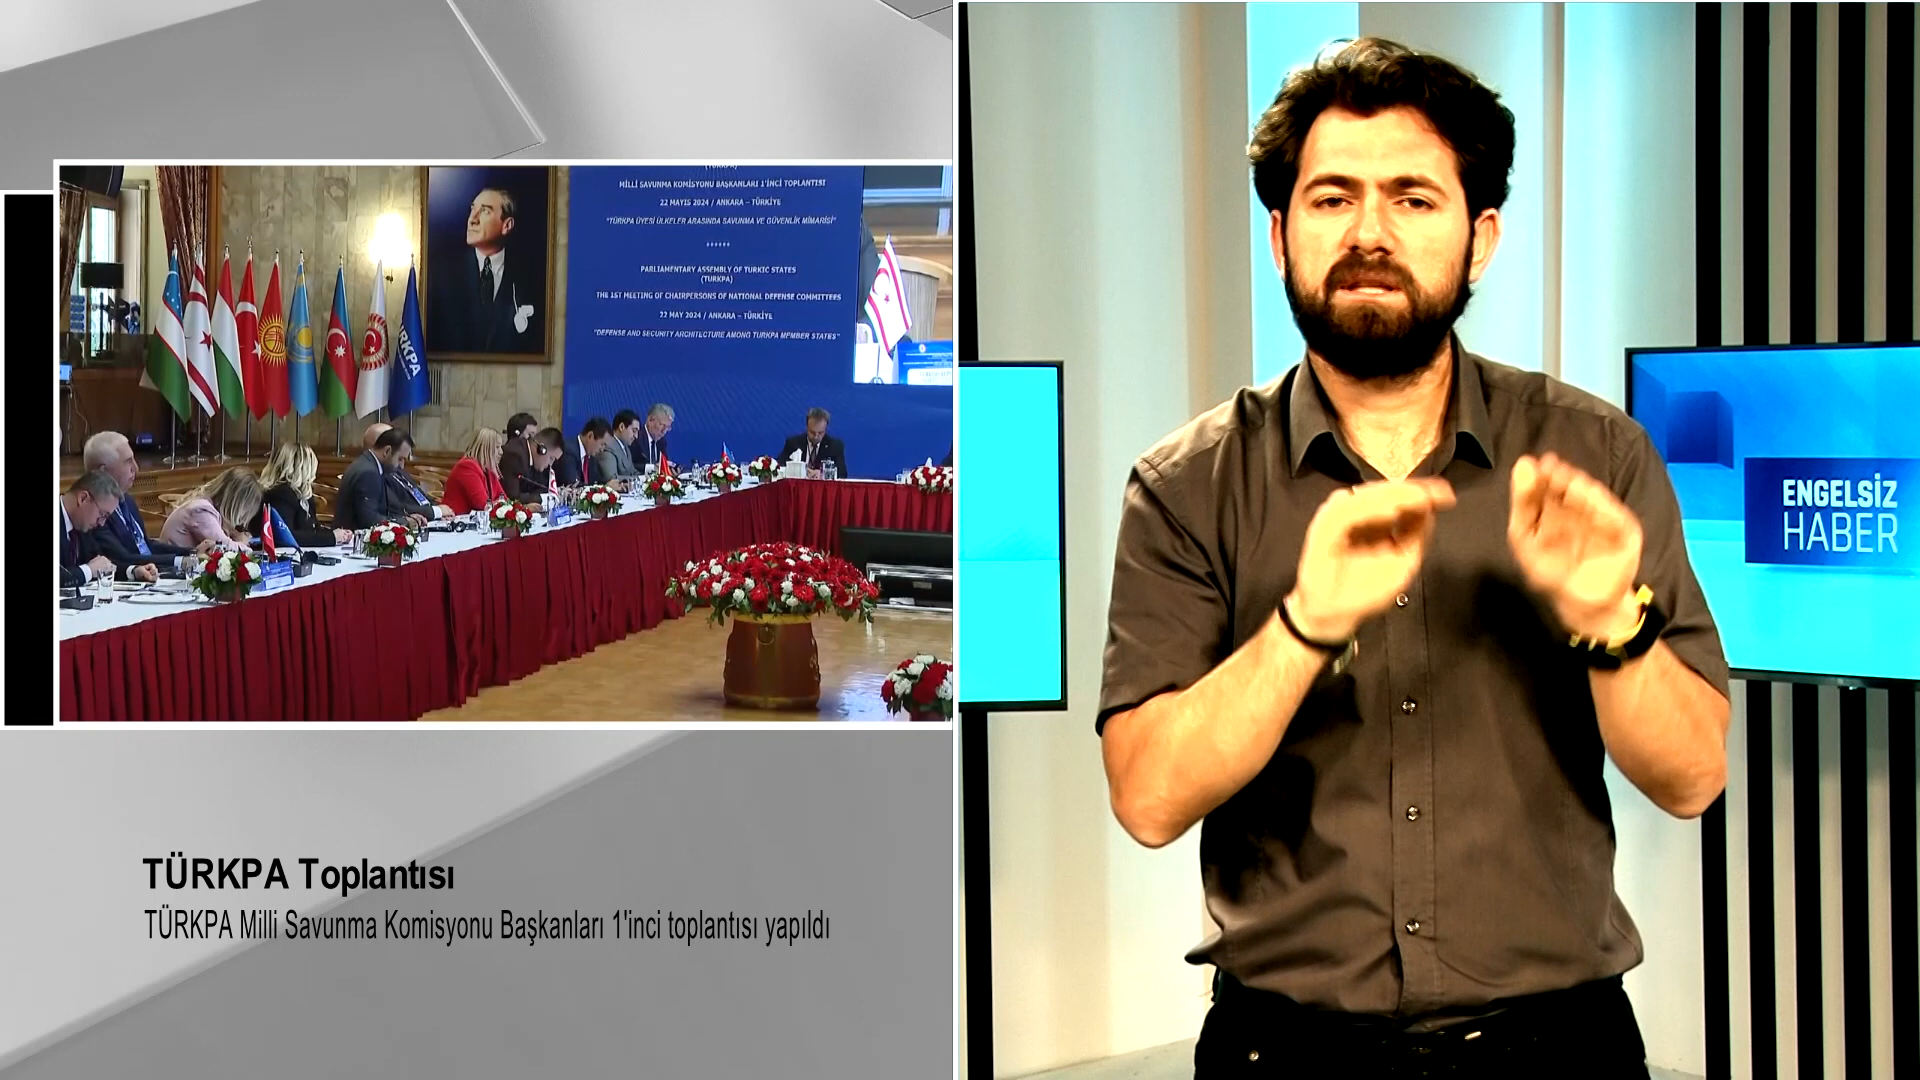 (TÜRKPA)
MİLLİ SAVUNMA KOMİSYONU BAŞKANLARI 1'İNCİ TOPLANTISI
22 MAYIS 2024 / ANKARA – TÜRKİYE
"TÜRKPA ÜYESİ ÜLKELER ARASINDA SAVUNMA VE GÜVENLİK MİMARİSİ"
******
PARLIAMENTARY ASSEMBLY OF TURKIC STATES
(TURKPA)
THE 1ST MEETING OF CHAIRPERSONS OF NATIONAL DEFENSE COMMITTEES
22 MAY 2024 / ANKARA – TÜRKİYE
"DEFENSE AND SECURITY ARCHITECTURE AMONG TURKPA MEMBER STATES"
TÜRKPA
ENGELSİZ
HABER
TÜRKPA Toplantısı
TÜRKPA Milli Savunma Komisyonu Başkanları 1'inci toplantısı yapıldı